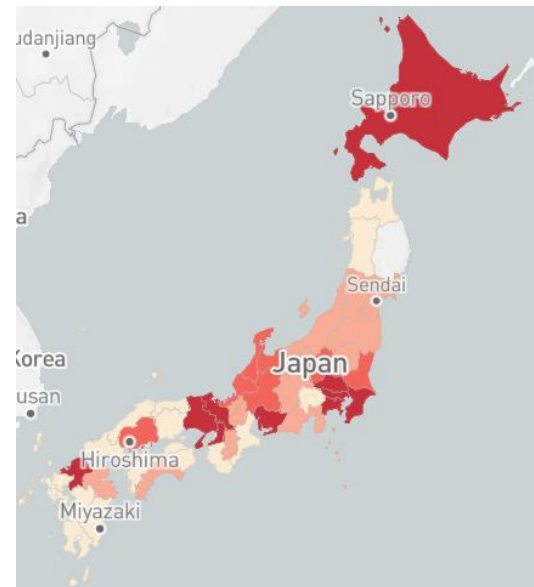 udanjiang
Sapporo
a
Sendai
Korea
Japan
usan
Hiroshima
Miyazaki